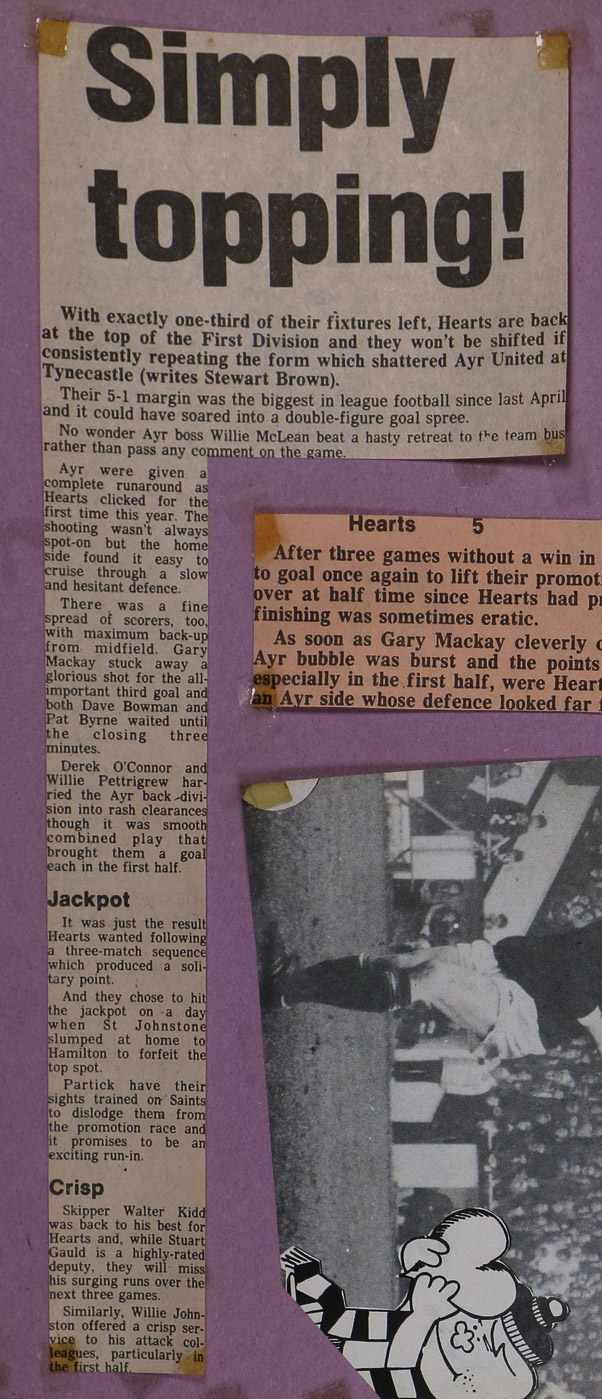 Simply
topping!
With exactly one-third of their fixtures left, Hearts are back
at the top of the First Division and they won't be shifted if
consistently repeating the form which shattered Ayr United at
Tynecastle (writes Stewart Brown).
Their 5-1 margin was the biggest in league football since last April
and it could have soared into a double-figure goal spree.
No wonder Ayr boss Willie McLean beat a hasty retreat to the team bus
rather than pass any comment on the game.
Ayr were given a
complete runaround as
Hearts clicked for the
first time this year. The
shooting wasn't always
spot-on but the home
side found it easy to
cruise through a slow
and hesitant defence.
There was a fine
spread of scorers, too,
with maximum back-up
from midfield. Gary
Mackay stuck away a
glorious shot for the all-
important third goal and
both Dave Bowman and
Pat Byrne waited until
the closing three
minutes.
Derek O'Connor and
Willie Pettigrew har-
ried the Ayr back-divi-
sion into rash clearances
though it was smooth
combined play that
brought them a goal
each in the first half.
Jackpot
It was just the result
Hearts wanted following
a three-match sequence
which produced a soli-
tary point.
And they chose to hit
the jackpot on a day
when St Johnstone
slumped at home to
Hamilton to forfeit the
top spot.
Partick have their
sights trained on Saints
to dislodge them from
the promotion race and
it promises to be an
exciting run-in.
Crisp
Skipper Walter Kidd
was back to his best for
Hearts and, while Stuart
Gauld is a highly-rated
deputy, they will miss
his surging runs over the
next three games.
Similarly, Willie John-
ston offered a crisp ser-
vice to his attack col-
leagues, particularly in
the first half.
Hearts 5
After three games without a win in
to goal once again to lift their promot
over at half time since Hearts had pr
finishing was sometimes eratic.
As soon as Gary Mackay cleverly c
Ayr bubble was burst and the points
especially in the first half, were Heart
an Ayr side whose defence looked far f